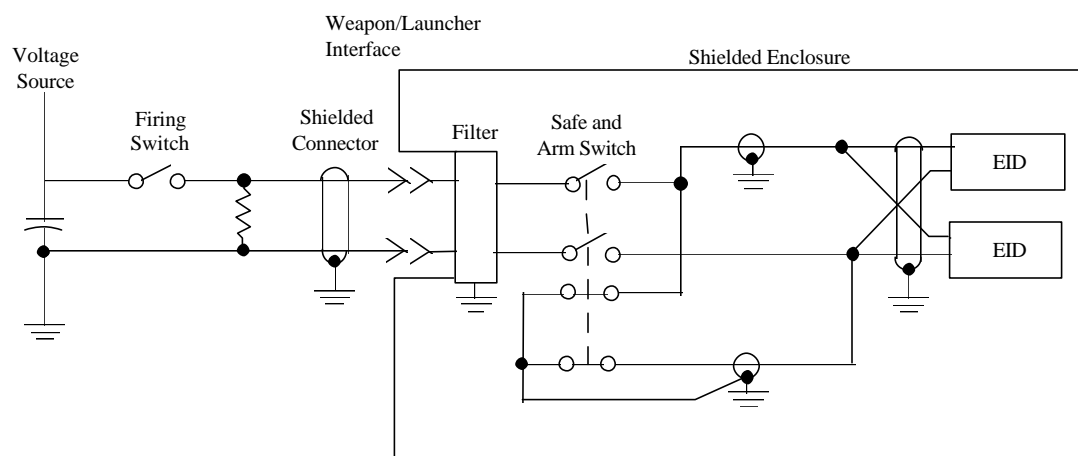 Weapon/Launcher
Interface
Voltage
Source
Shielded Enclosure
Firing
Switch
Shielded
Connector
Filter
Safe and
Arm Switch
EID
EID